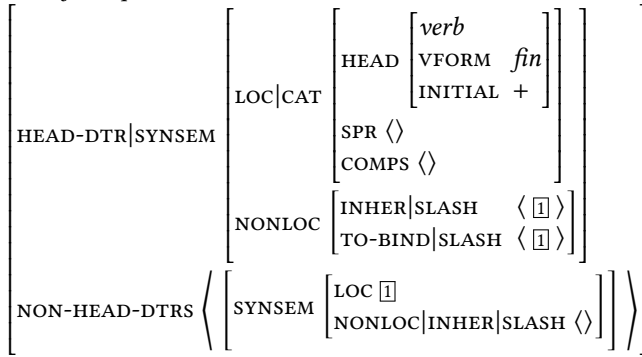 verb
HEAD VFORM fin
INITIAL +
LOC|CAT
SPR ⟨⟩
HEAD-DTR|SYNSEM
COMPS ⟨⟩
INHER|SLASH ⟨ 1 ⟩
NONLOC
TO-BIND|SLASH ⟨ 1 ⟩
LOC 1
NON-HEAD-DTRS ⟨ [ SYNSEM
NONLOC|INHER|SLASH ⟨⟩ ] ⟩